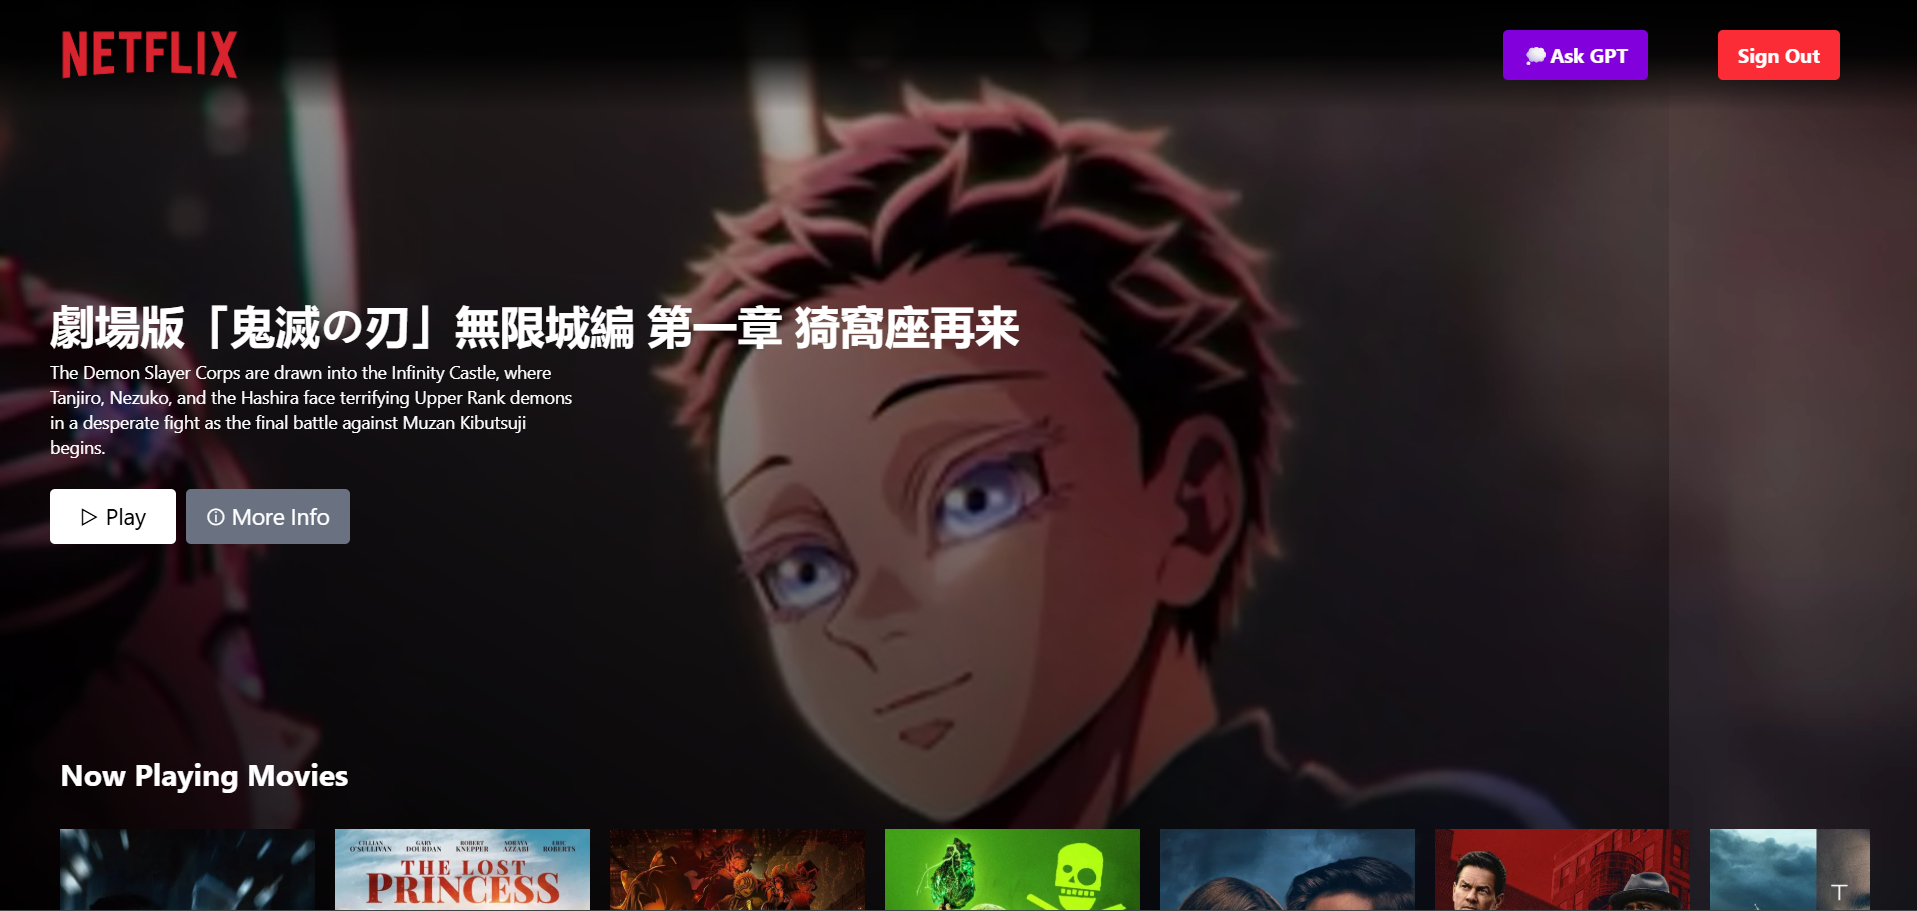 NETFLIX
Ask GPT
Sign Out
劇場版「鬼滅の刃」無限城編 第一章 猗窩座再来
The Demon Slayer Corps are drawn into the Infinity Castle, where
Tanjiro, Nezuko, and the Hashira face terrifying Upper Rank demons
in a desperate fight as the final battle against Muzan Kibutsuji
begins.
Play
More Info
Now Playing Movies
CILLIAN O'SULLIVAN GARY DOURDAN ROBERT KNEPPER SORAYA AZZABI ERIC ROBERTS
THE LOST
PRINCESS
T